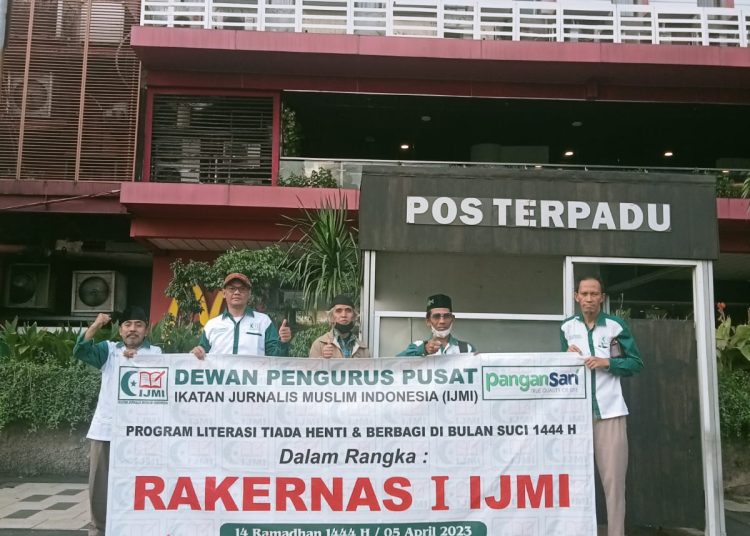 POS TERPADU
DEWAN PENGURUS PUSAT
IKATAN JURNALIS MUSLIM INDONESIA (IJMI)
IJMI
panganSari
PROGRAM LITERASI TIADA HENTI & BERBAGI DI BULAN SUCI 1444 H
Dalam Rangka :
RAKERNAS I IJMI
14 Ramadhan 1444 H / 05 April 2023